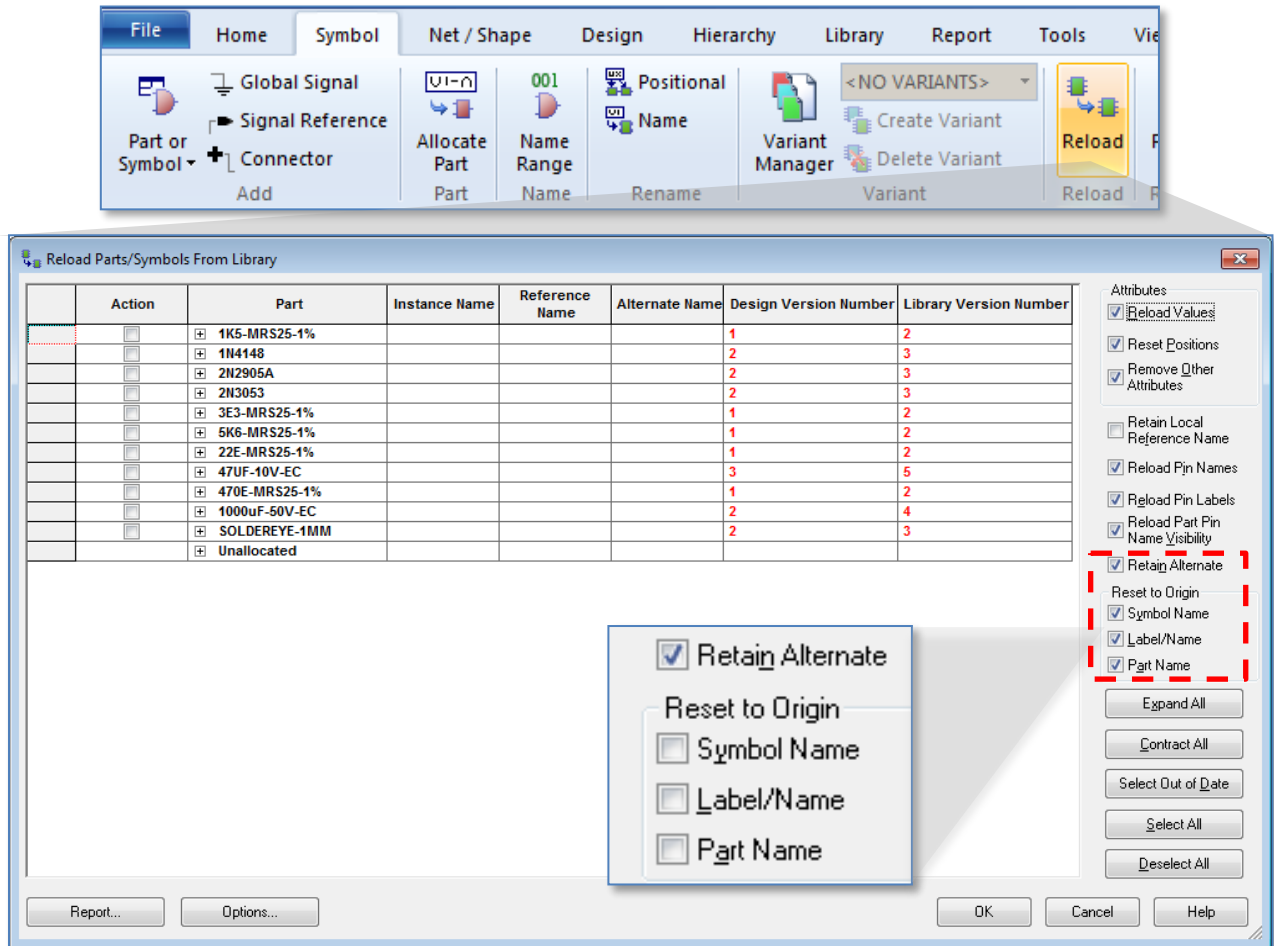 File Home Symbol Net / Shape Design Hierarchy Library Report Tools Vie
Part or Symbol
Global Signal
Signal Reference
Connector
Add
Allocate Part
Part
001
Name Range
Name
Positional
Name
Rename
Variant Manager
<NO VARIANTS>
Create Variant
Delete Variant
Variant
Reload
Reload
Reload Parts/Symbols From Library
Action Part Instance Name Reference Name Alternate Name Design Version Number Library Version Number
1K5-MRS25-1% 1 2
1N4148 2 3
2N2905A 2 3
2N3053 2 3
3E3-MRS25-1% 1 2
5K6-MRS25-1% 1 2
22E-MRS25-1% 1 2
47UF-10V-EC 3 5
470E-MRS25-1% 1 2
1000uF-50V-EC 2 4
SOLDEREYE-1MM 2 3
Unallocated
Attributes
Reload Values
Reset Positions
Remove Other
Attributes
Retain Local
Reference Name
Reload Pin Names
Reload Pin Labels
Reload Part Pin
Name Visibility
Retain Alternate
Reset to Origin
Symbol Name
Label/Name
Part Name
Expand All
Contract All
Select Out of Date
Select All
Deselect All
Retain Alternate
Reset to Origin
Symbol Name
Label/Name
Part Name
Report... Options... OK Cancel Help